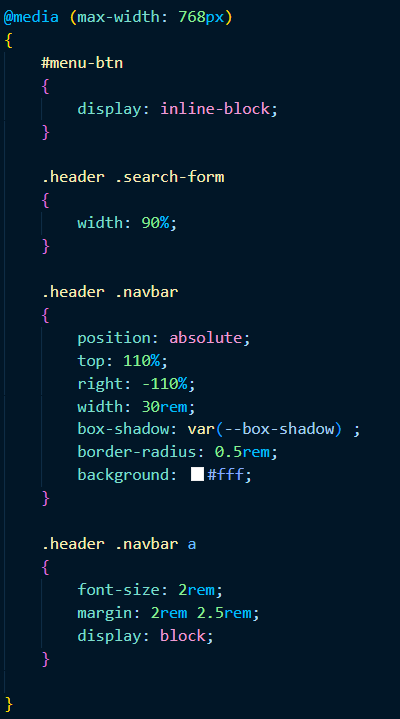 @media (max-width: 768px)
{
    #menu-btn
    {
        display: inline-block;
    }

    .header .search-form
    {
        width: 90%;
    }

    .header .navbar
    {
        position: absolute;
        top: 110%;
        right: -110%;
        width: 30rem;
        box-shadow: var(--box-shadow) ;
        border-radius: 0.5rem;
        background: #fff;
    }

    .header .navbar a
    {
        font-size: 2rem;
        margin: 2rem 2.5rem;
        display: block;
    }

}